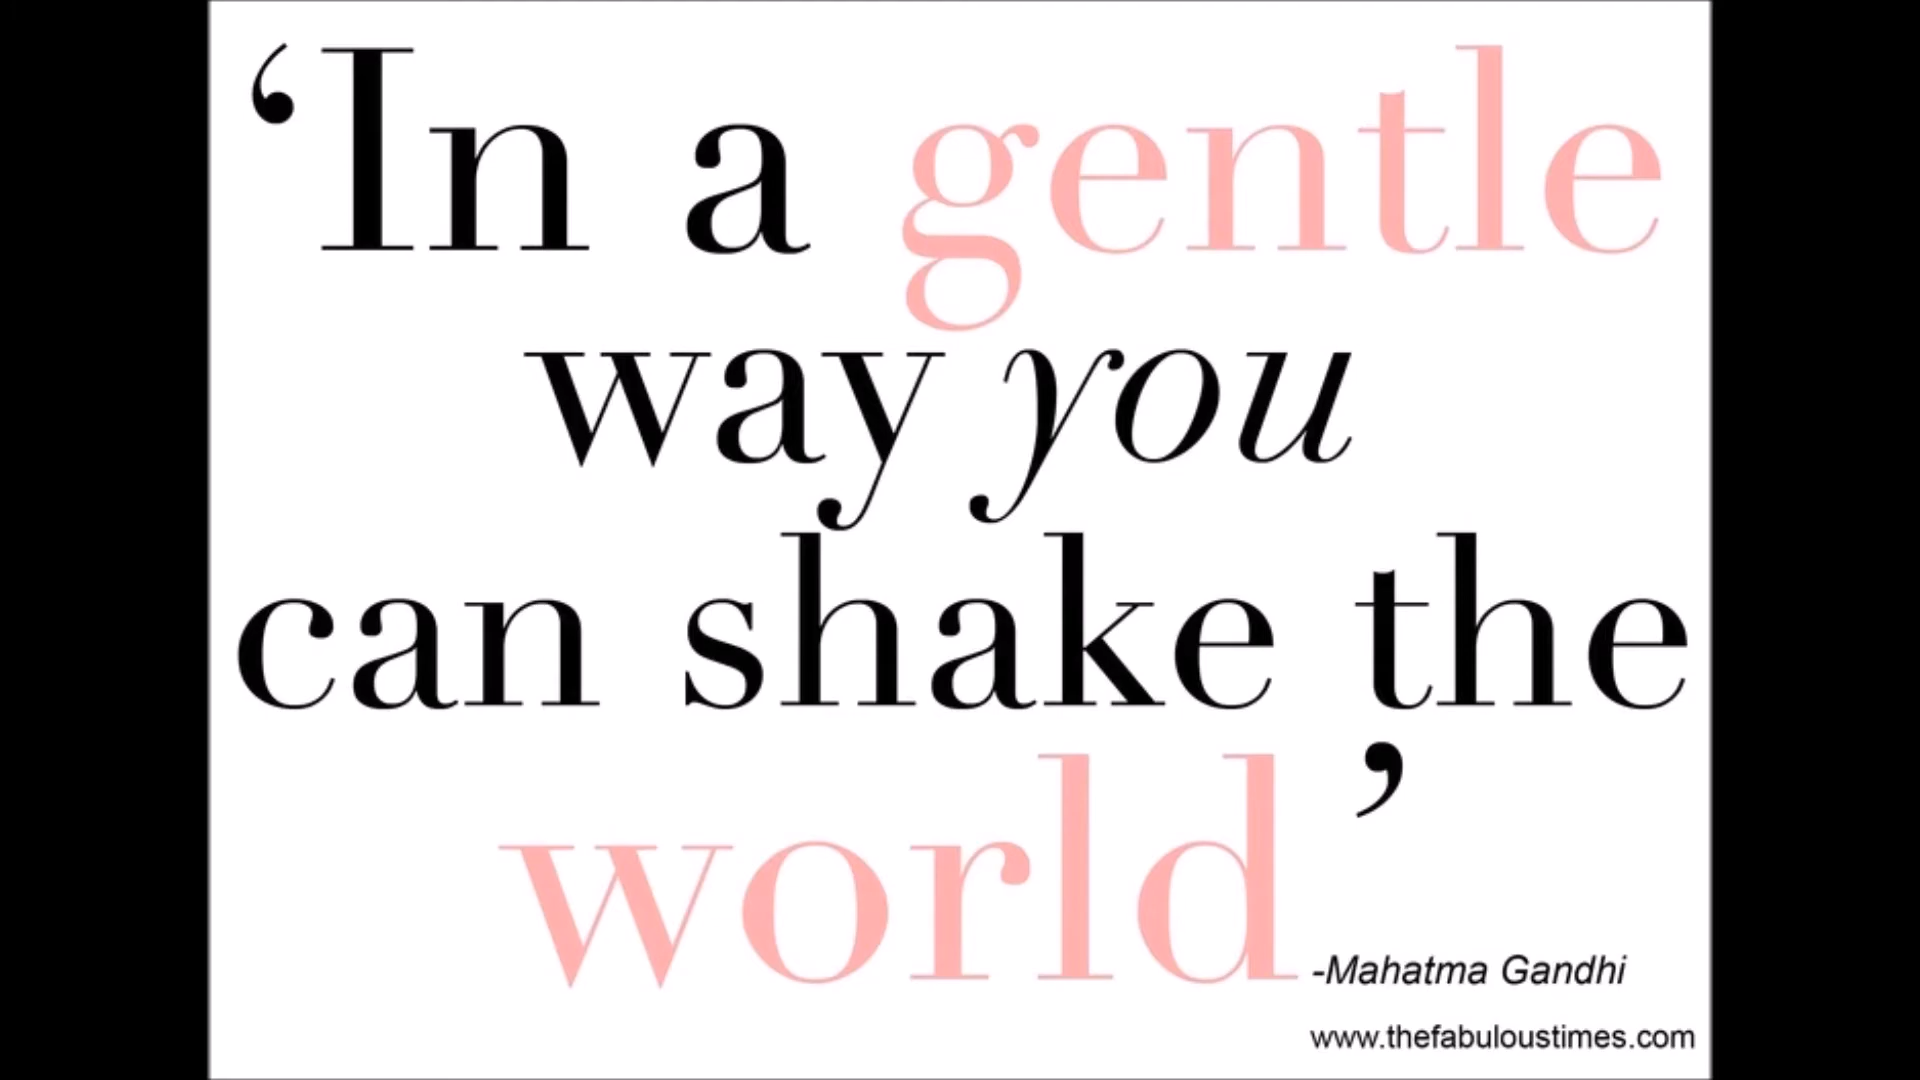 ‘In a gentle
way you
can shake the
world’
-Mahatma Gandhi
www.thefabuloustimes.com